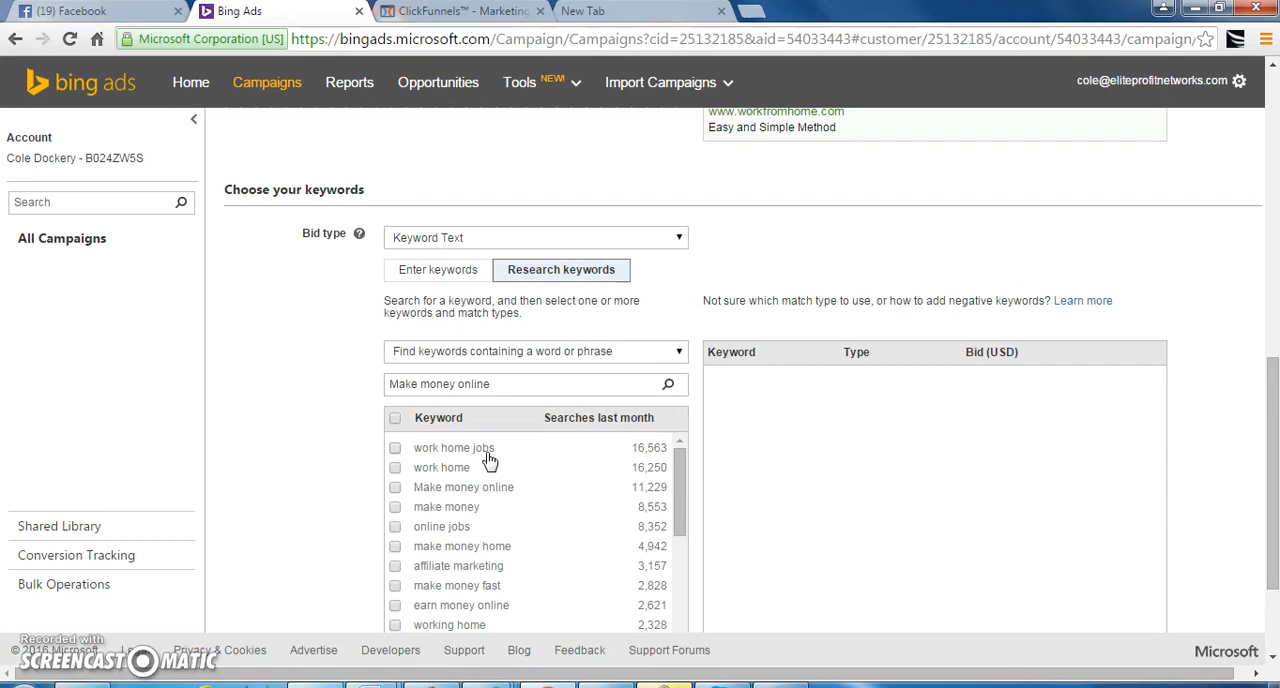 (19) Facebook
Bing Ads
ClickFunnels™ - Marketing
New Tab
Microsoft Corporation [US]
https://bingads.microsoft.com/Campaign/Campaigns?cid=25132185&aid=54033443#customer/25132185/account/54033443/campaign/
bing ads
Home
Campaigns
Reports
Opportunities
Tools NEW!
Import Campaigns
cole@eliteprofitnetworks.com
Account
Cole Dockery - B024ZW5S
Search
All Campaigns
Shared Library
Conversion Tracking
Bulk Operations
www.workfromhome.com
Easy and Simple Method
Choose your keywords
Bid type
Keyword Text
Enter keywords
Research keywords
Search for a keyword, and then select one or more
keywords and match types.
Not sure which match type to use, or how to add negative keywords? Learn more
Find keywords containing a word or phrase
Make money online
Keyword Searches last month
work home jobs 16,563
work home 16,250
Make money online 11,229
make money 8,553
online jobs 8,352
make money home 4,942
affiliate marketing 3,157
make money fast 2,828
earn money online 2,621
working home 2,328
Keyword Type Bid (USD)
Recorded with
SCREENCAST MATIC
© 2016
Privacy & Cookies
Advertise
Developers
Support
Blog
Feedback
Support Forums
Microsoft